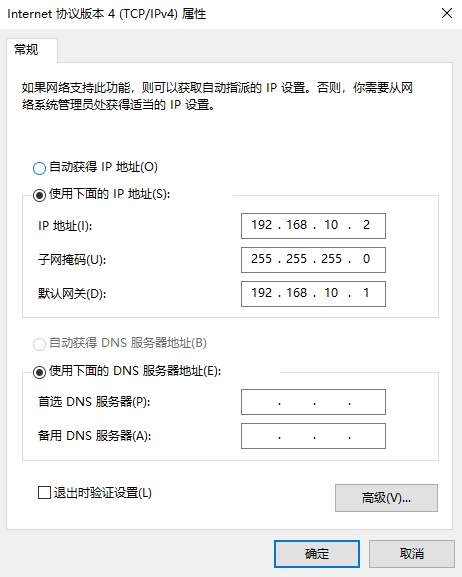 Internet 协议版本 4 (TCP/IPv4) 属性
常规
如果网络支持此功能，则可以获取自动指派的 IP 设置。否则，你需要从网
络系统管理员处获得适当的 IP 设置。
自动获得 IP 地址(O)
使用下面的 IP 地址(S):
IP 地址(I): 192 . 168 . 10 . 2
子网掩码(U): 255 . 255 . 255 . 0
默认网关(D): 192 . 168 . 10 . 1
自动获得 DNS 服务器地址(B)
使用下面的 DNS 服务器地址(E):
首选 DNS 服务器(P): . . .
备用 DNS 服务器(A): . . .
退出时验证设置(L)
高级(V)...
确定 取消